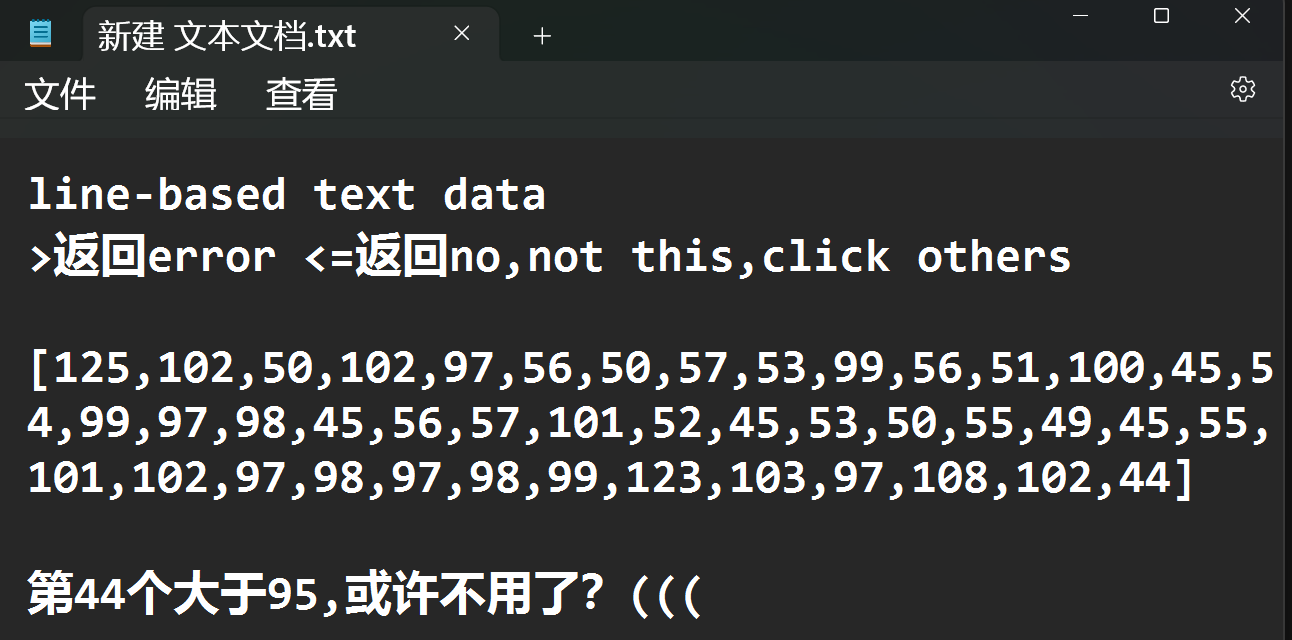 新建 文本文档.txt
文件 编辑 查看
line-based text data
>返回error <=返回no,not this,click others
[125,102,50,102,97,56,50,57,53,99,56,51,100,45,5
4,99,97,98,45,56,57,101,52,45,53,50,55,49,45,55,
101,102,97,98,97,98,99,123,103,97,108,102,44]
第44个大于95,或许不用了？(((